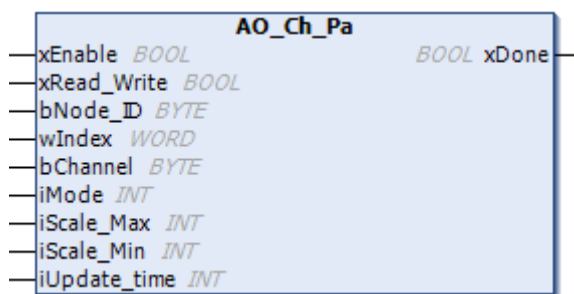 AO_Ch_Pa
xEnable BOOL BOOL xDone
xRead_Write BOOL
bNode_ID BYTE
wIndex WORD
bChannel BYTE
iMode INT
iScale_Max INT
iScale_Min INT
iUpdate_time INT